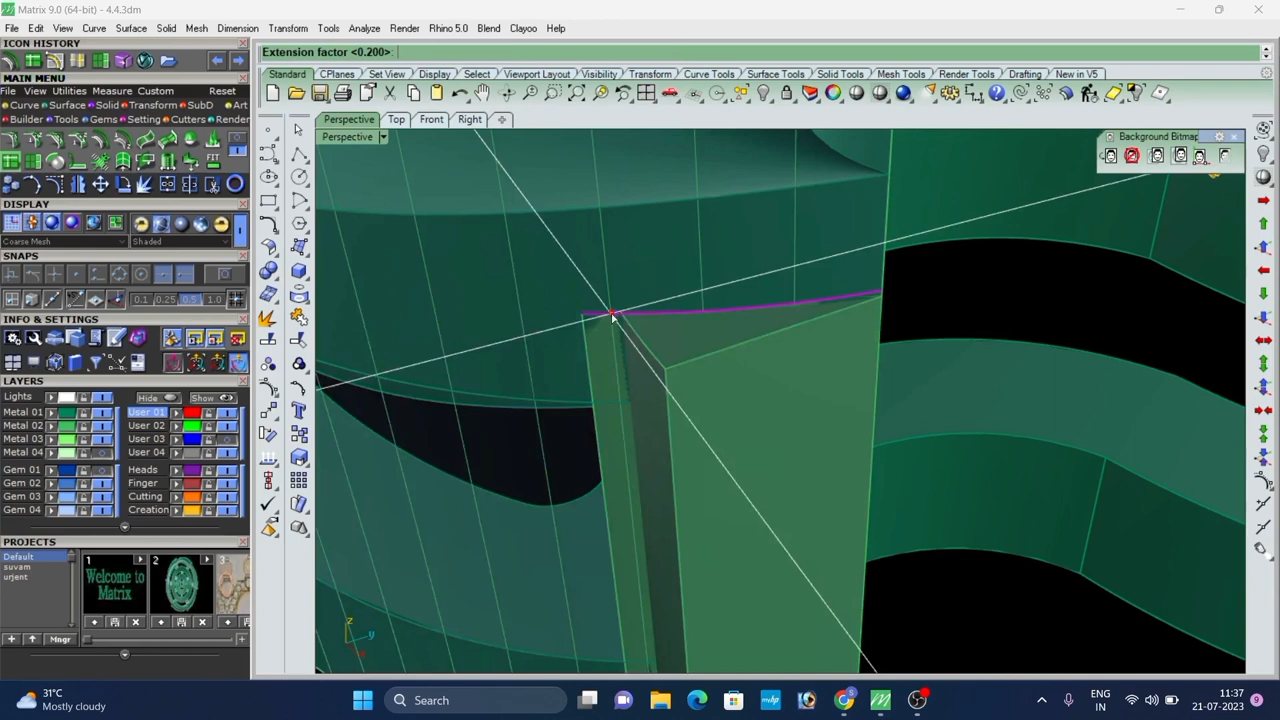 Matrix 9.0 (64-bit) - 4.4.3dm
File Edit View Curve Surface Solid Mesh Dimension Transform Tools Analyze Render Rhino 5.0 Blend Clayoo Help
ICON HISTORY
Extension factor <0.200>:
Standard CPlanes Set View Display Select Viewport Layout Visibility Transform Curve Tools Surface Tools Solid Tools Mesh Tools Render Tools Drafting New in V5
MAIN MENU
File View Utilities Measure Custom Reset
Curve Surface Solid Transform SubD Art
Builder Tools Gems Setting Cutters Render
Perspective Top Front Right
Perspective
Background Bitmap
FIT
DISPLAY
Coarse Mesh Shaded
SNAPS
0.1 0.25 0.5 1.0
INFO & SETTINGS
LAYERS
Lights Hide Show
Metal 01 User 01
Metal 02 User 02
Metal 03 User 03
Metal 04 User 04
Gem 01 Heads
Gem 02 Finger
Gem 03 Cutting
Gem 04 Creation
PROJECTS
Default
suvam
urjent
1 2 3
Welcome to
Matrix
Mngr
z
y
x
31°C
Mostly cloudy
Search
ENG
IN
11:37
21-07-2023
9